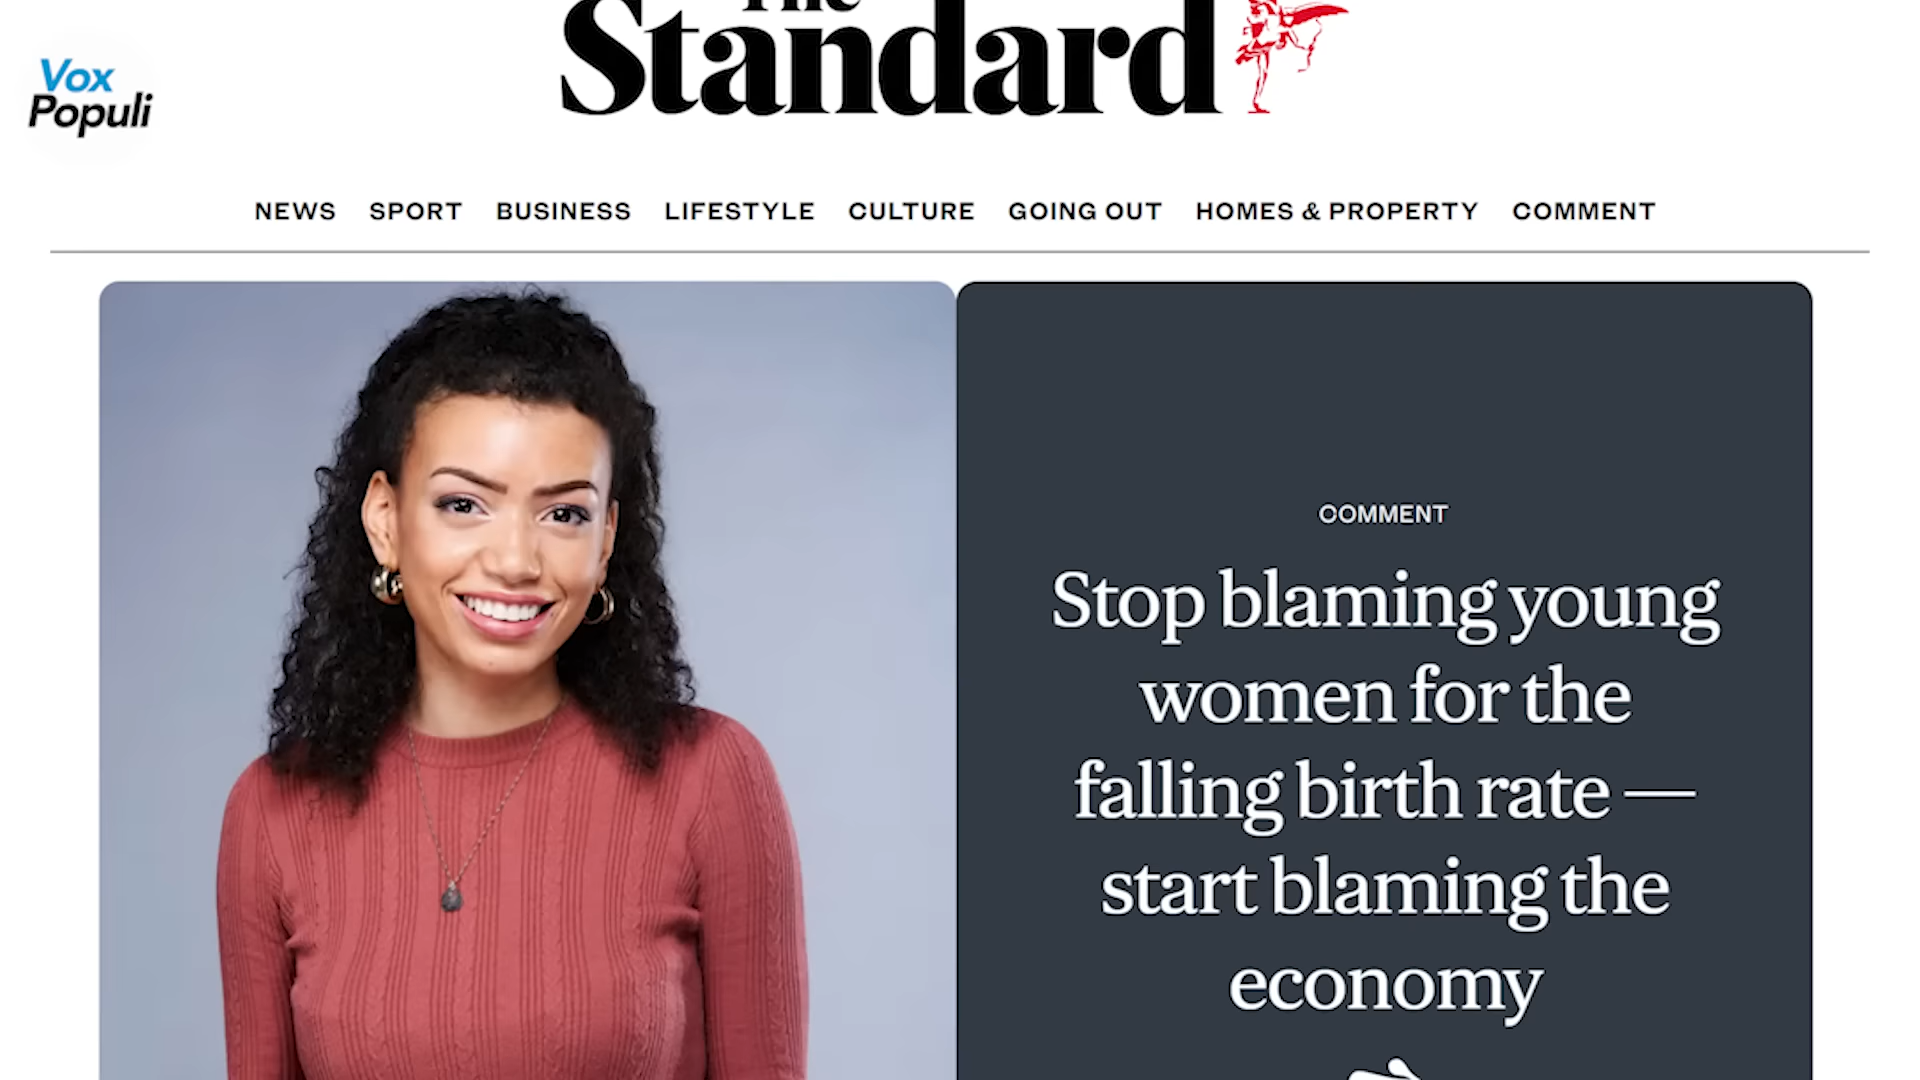 The
Standard
Vox
Populi
NEWS SPORT BUSINESS LIFESTYLE CULTURE GOING OUT HOMES & PROPERTY COMMENT
COMMENT
Stop blaming young
women for the
falling birth rate —
start blaming the
economy